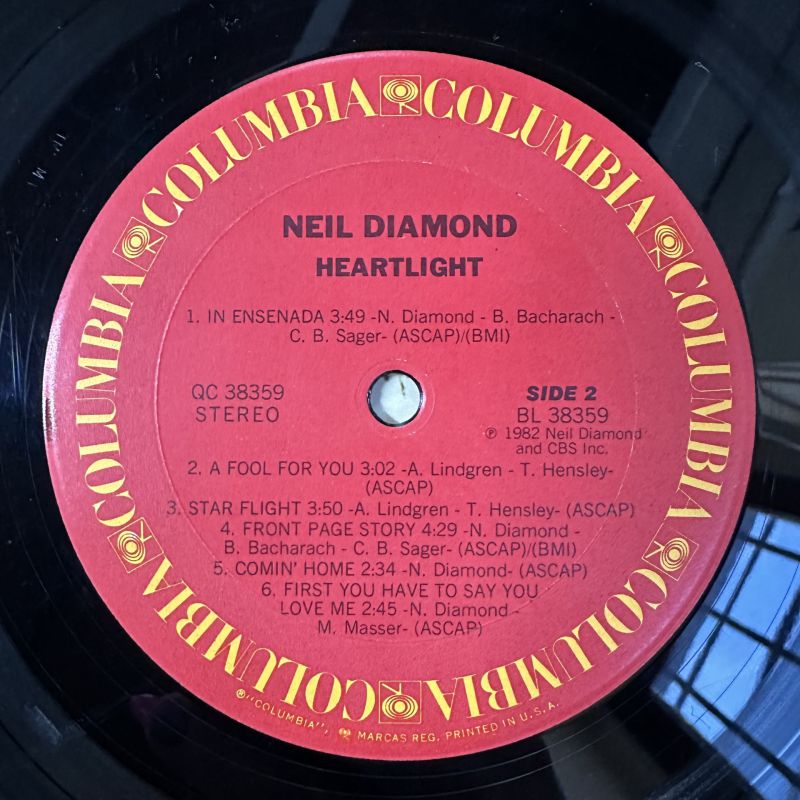 COLUMBIA COLUMBIA COLUMBIA COLUMBIA COLUMBIA COLUMBIA
NEIL DIAMOND
HEARTLIGHT
1. IN ENSENADA 3:49 -N. Diamond - B. Bacharach -
C. B. Sager- (ASCAP)/(BMI)
QC 38359
STEREO
SIDE 2
BL 38359
℗ 1982 Neil Diamond
and CBS Inc.
2. A FOOL FOR YOU 3:02 -A. Lindgren - T. Hensley-
(ASCAP)
3. STAR FLIGHT 3:50 -A. Lindgren - T. Hensley- (ASCAP)
4. FRONT PAGE STORY 4:29 -N. Diamond -
B. Bacharach - C. B. Sager- (ASCAP)/(BMI)
5. COMIN' HOME 2:34 -N. Diamond- (ASCAP)
6. FIRST YOU HAVE TO SAY YOU
LOVE ME 2:45 -N. Diamond -
M. Masser- (ASCAP)
®"COLUMBIA", MARCAS REG. PRINTED IN U.S.A.